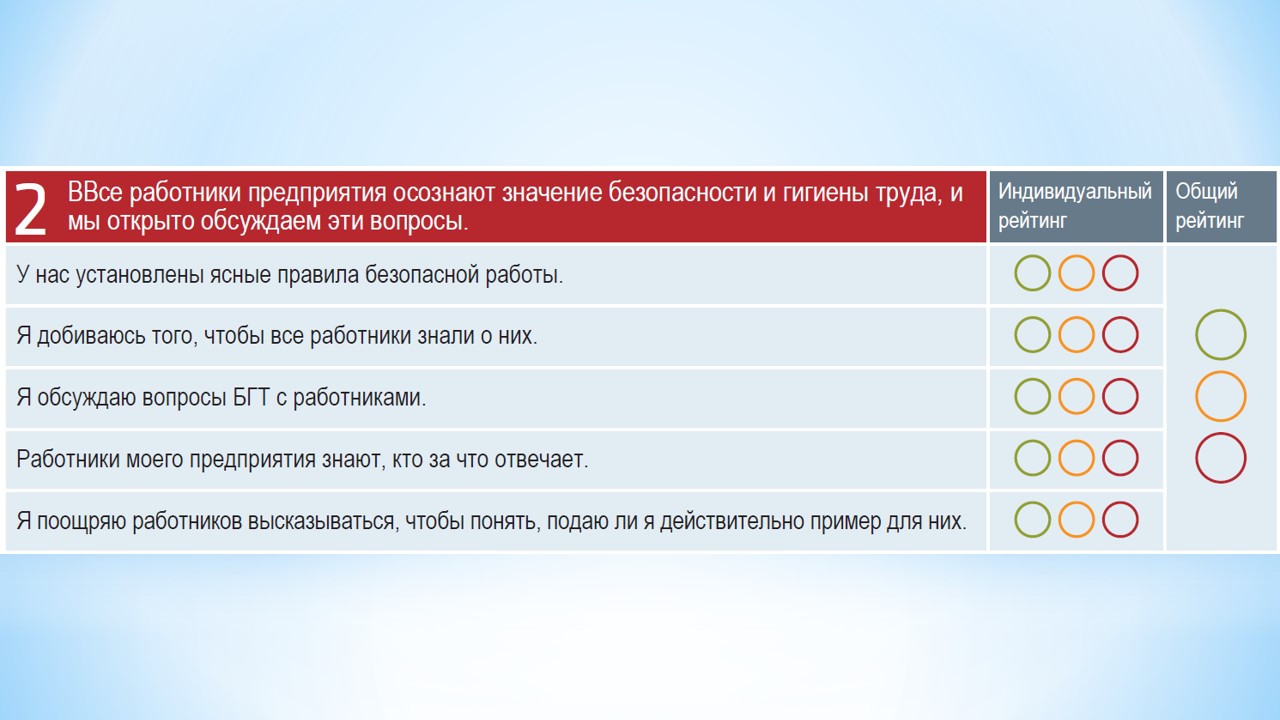 2 ВВсе работники предприятия осознают значение безопасности и гигиены труда, и
мы открыто обсуждаем эти вопросы.
Индивидуальный
рейтинг
Общий
рейтинг
У нас установлены ясные правила безопасной работы.
Я добиваюсь того, чтобы все работники знали о них.
Я обсуждаю вопросы БГТ с работниками.
Работники моего предприятия знают, кто за что отвечает.
Я поощряю работников высказываться, чтобы понять, подаю ли я действительно пример для них.